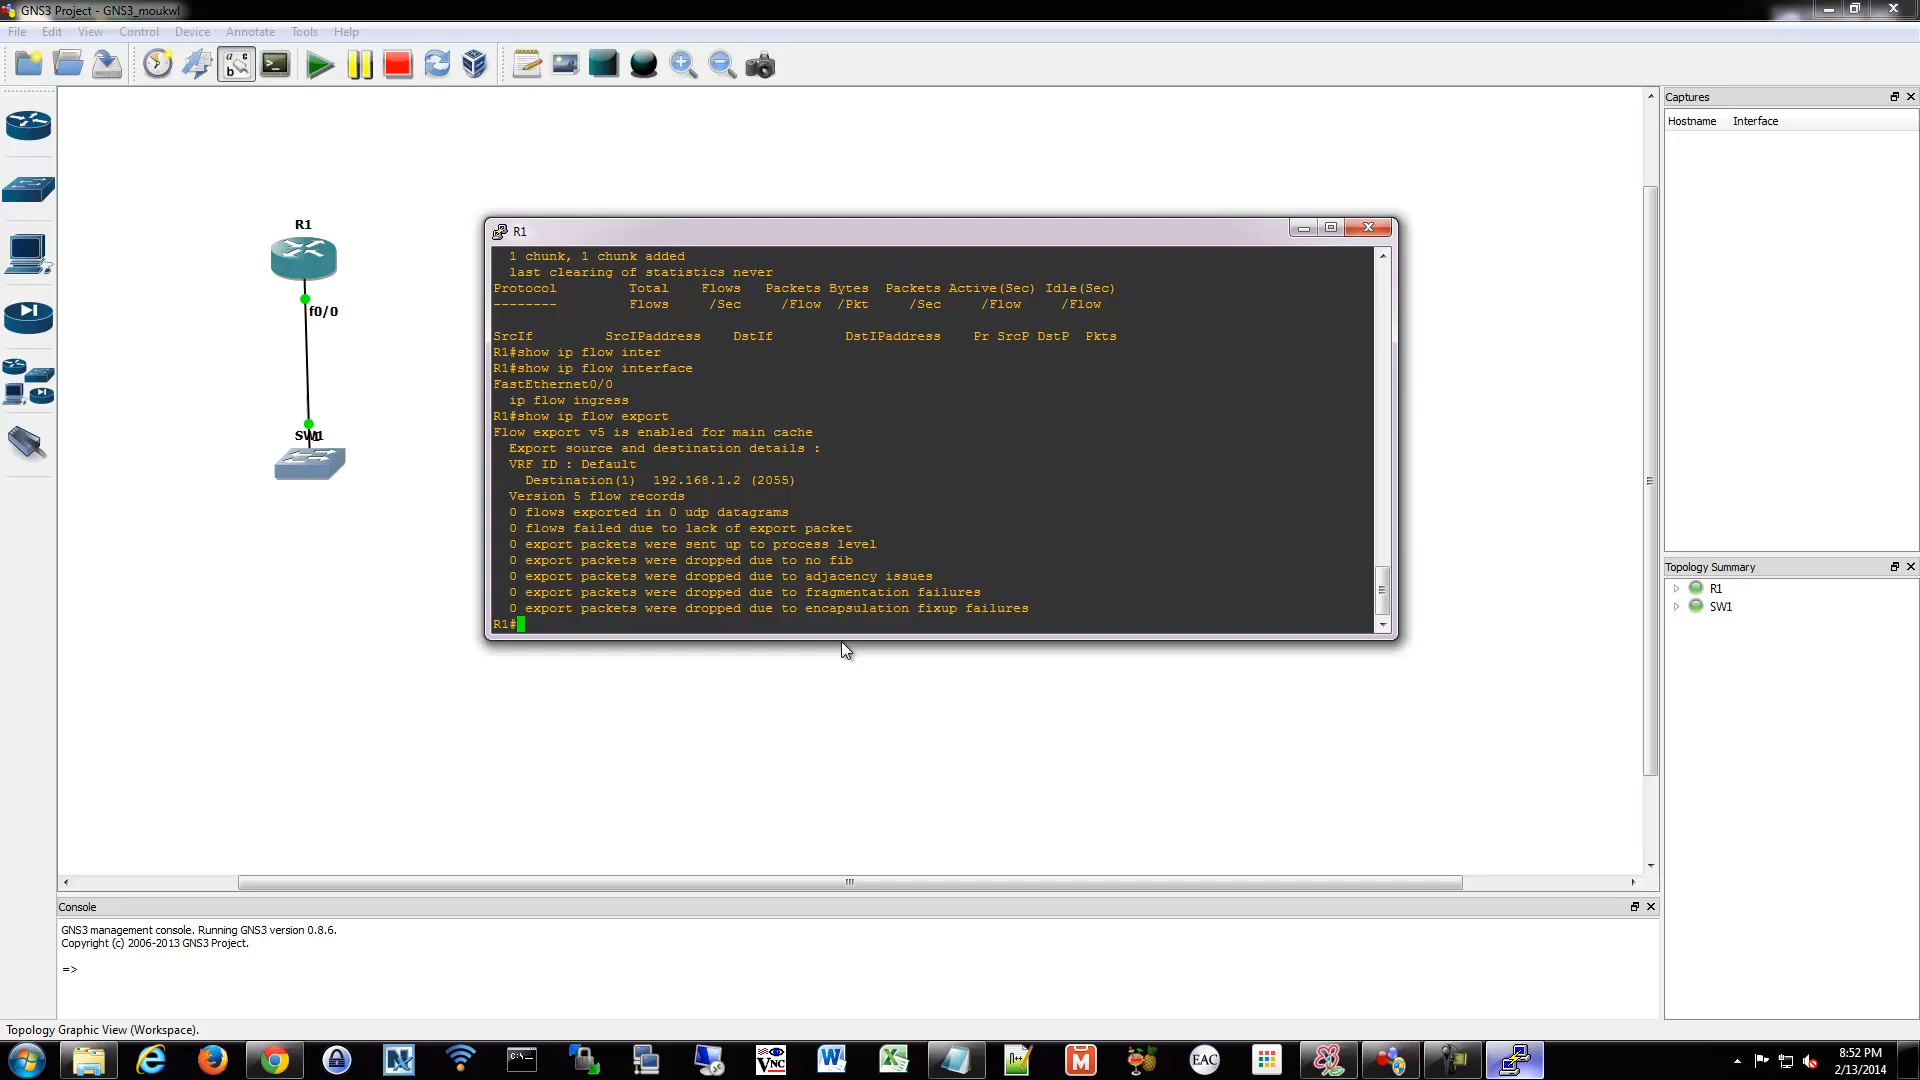 GNS3 Project - GNS3_moukwl
File Edit View Control Device Annotate Tools Help
Captures
Hostname Interface
R1
f0/0
SW1
R1
1 chunk, 1 chunk added
last clearing of statistics never
Protocol Total Flows Packets Bytes Packets Active(Sec) Idle(Sec)
-------- Flows /Sec /Flow /Pkt /Sec /Flow /Flow
SrcIf SrcIPaddress DstIf DstIPaddress Pr SrcP DstP Pkts
R1#show ip flow inter
R1#show ip flow interface
FastEthernet0/0
ip flow ingress
R1#show ip flow export
Flow export v5 is enabled for main cache
Export source and destination details :
VRF ID : Default
Destination(1) 192.168.1.2 (2055)
Version 5 flow records
0 flows exported in 0 udp datagrams
0 flows failed due to lack of export packet
0 export packets were sent up to process level
0 export packets were dropped due to no fib
0 export packets were dropped due to adjacency issues
0 export packets were dropped due to fragmentation failures
0 export packets were dropped due to encapsulation fixup failures
R1#
Topology Summary
R1
SW1
Console
GNS3 management console. Running GNS3 version 0.8.6.
Copyright (c) 2006-2013 GNS3 Project.
=>
Topology Graphic View (Workspace).
VNC
EAC
8:52 PM
2/13/2014